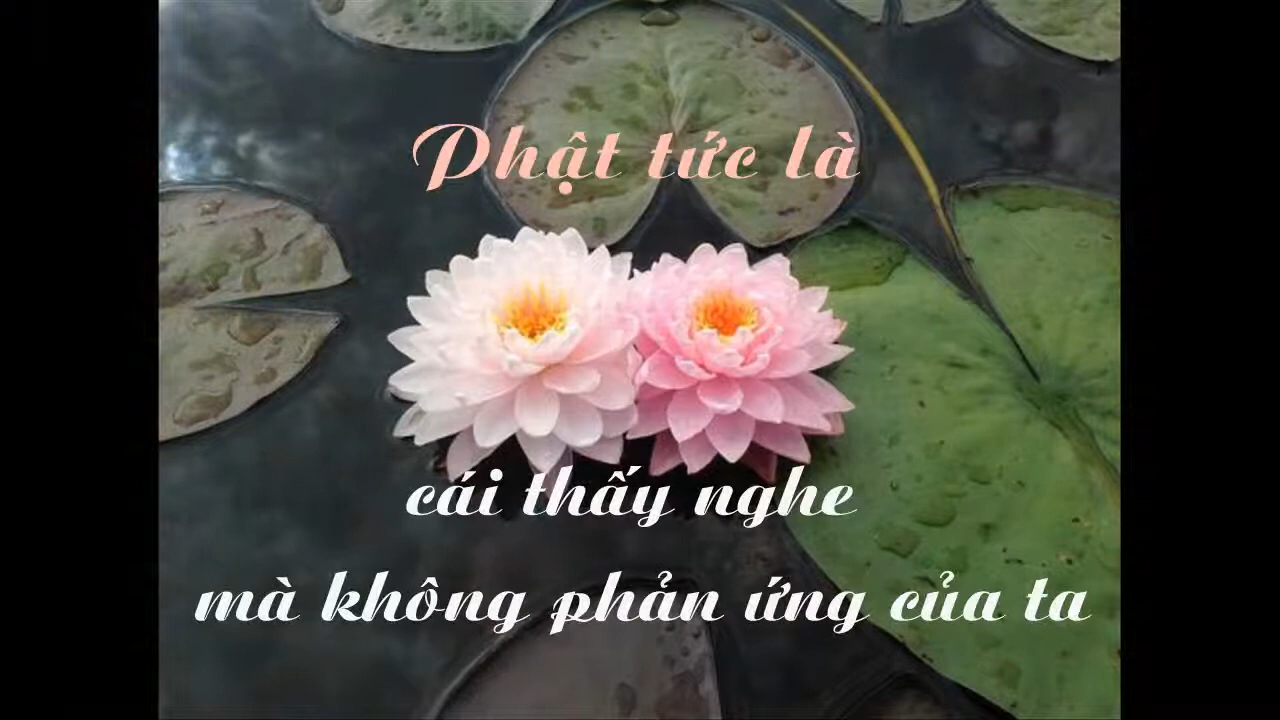 Phật tức là
cái thấy nghe
mà không phản ứng của ta